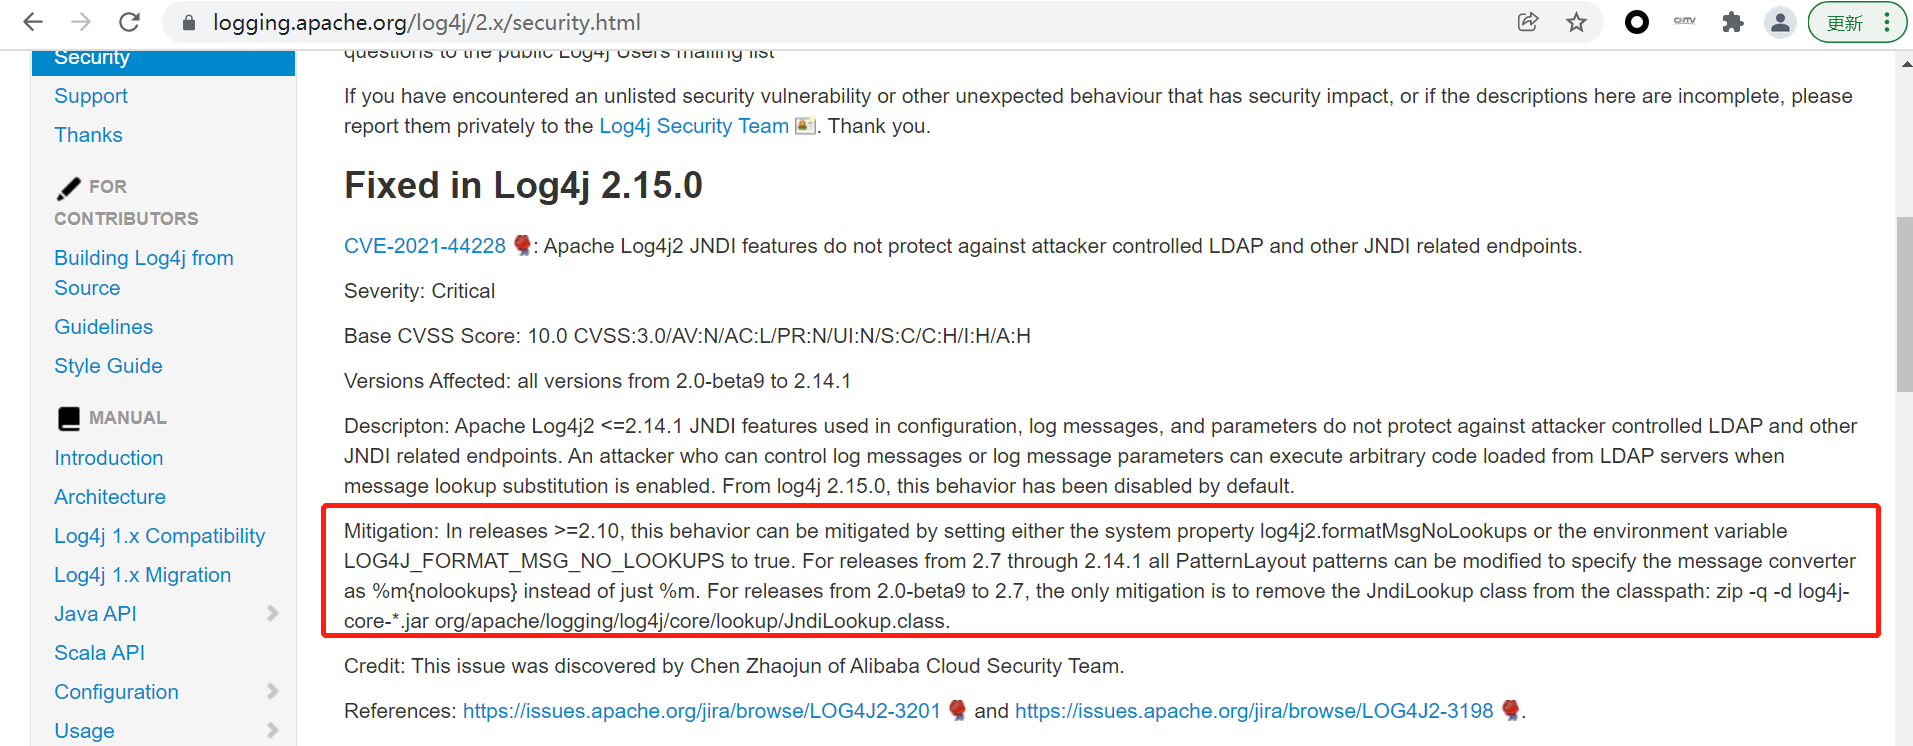 logging.apache.org/log4j/2.x/security.html
CNTV
更新
Security
Support
Thanks
FOR
CONTRIBUTORS
Building Log4j from
Source
Guidelines
Style Guide
MANUAL
Introduction
Architecture
Log4j 1.x Compatibility
Log4j 1.x Migration
Java API
Scala API
Configuration
Usage
questions to the public Log4j Users mailing list
If you have encountered an unlisted security vulnerability or other unexpected behaviour that has security impact, or if the descriptions here are incomplete, please
report them privately to the Log4j Security Team. Thank you.
Fixed in Log4j 2.15.0
CVE-2021-44228 : Apache Log4j2 JNDI features do not protect against attacker controlled LDAP and other JNDI related endpoints.
Severity: Critical
Base CVSS Score: 10.0 CVSS:3.0/AV:N/AC:L/PR:N/UI:N/S:C/C:H/I:H/A:H
Versions Affected: all versions from 2.0-beta9 to 2.14.1
Descripton: Apache Log4j2 <=2.14.1 JNDI features used in configuration, log messages, and parameters do not protect against attacker controlled LDAP and other
JNDI related endpoints. An attacker who can control log messages or log message parameters can execute arbitrary code loaded from LDAP servers when
message lookup substitution is enabled. From log4j 2.15.0, this behavior has been disabled by default.
Mitigation: In releases >=2.10, this behavior can be mitigated by setting either the system property log4j2.formatMsgNoLookups or the environment variable
LOG4J_FORMAT_MSG_NO_LOOKUPS to true. For releases from 2.7 through 2.14.1 all PatternLayout patterns can be modified to specify the message converter
as %m{nolookups} instead of just %m. For releases from 2.0-beta9 to 2.7, the only mitigation is to remove the JndiLookup class from the classpath: zip -q -d log4j-
core-*.jar org/apache/logging/log4j/core/lookup/JndiLookup.class.
Credit: This issue was discovered by Chen Zhaojun of Alibaba Cloud Security Team.
References: https://issues.apache.org/jira/browse/LOG4J2-3201 and https://issues.apache.org/jira/browse/LOG4J2-3198 .